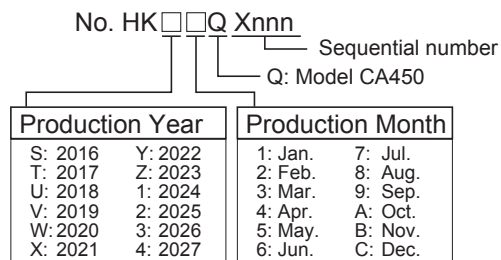 No. HK□□Q Xnnn
Sequential number
Q: Model CA450
Production Year
S: 2016 Y: 2022
T: 2017 Z: 2023
U: 2018 1: 2024
V: 2019 2: 2025
W: 2020 3: 2026
X: 2021 4: 2027
Production Month
1: Jan. 7: Jul.
2: Feb. 8: Aug.
3: Mar. 9: Sep.
4: Apr. A: Oct.
5: May. B: Nov.
6: Jun. C: Dec.